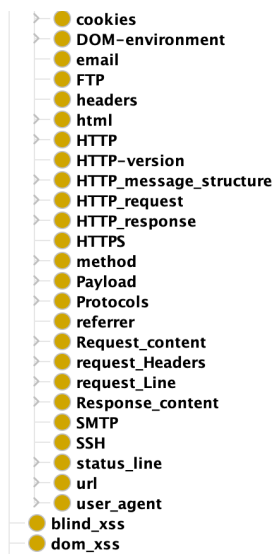 cookies
DOM-environment
email
FTP
headers
html
HTTP
HTTP-version
HTTP_message_structure
HTTP_request
HTTP_response
HTTPS
method
Payload
Protocols
referrer
Request_content
request_Headers
request_Line
Response_content
SMTP
SSH
status_line
url
user_agent
blind_xss
dom_xss